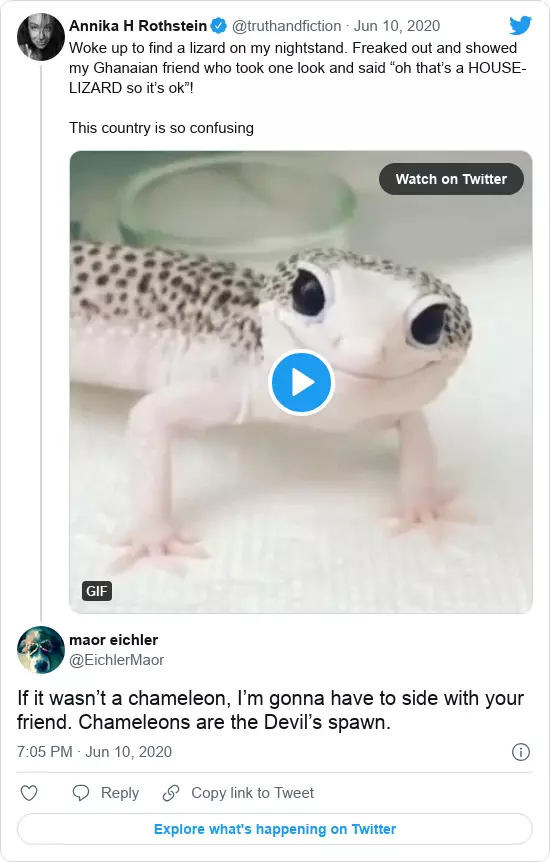 Annika H Rothstein @truthandfiction · Jun 10, 2020
Woke up to find a lizard on my nightstand. Freaked out and showed
my Ghanaian friend who took one look and said “oh that’s a HOUSE-
LIZARD so it’s ok”!
This country is so confusing
Watch on Twitter
GIF
maor eichler
@EichlerMaor
If it wasn’t a chameleon, I’m gonna have to side with your
friend. Chameleons are the Devil’s spawn.
7:05 PM · Jun 10, 2020
Reply
Copy link to Tweet
Explore what's happening on Twitter